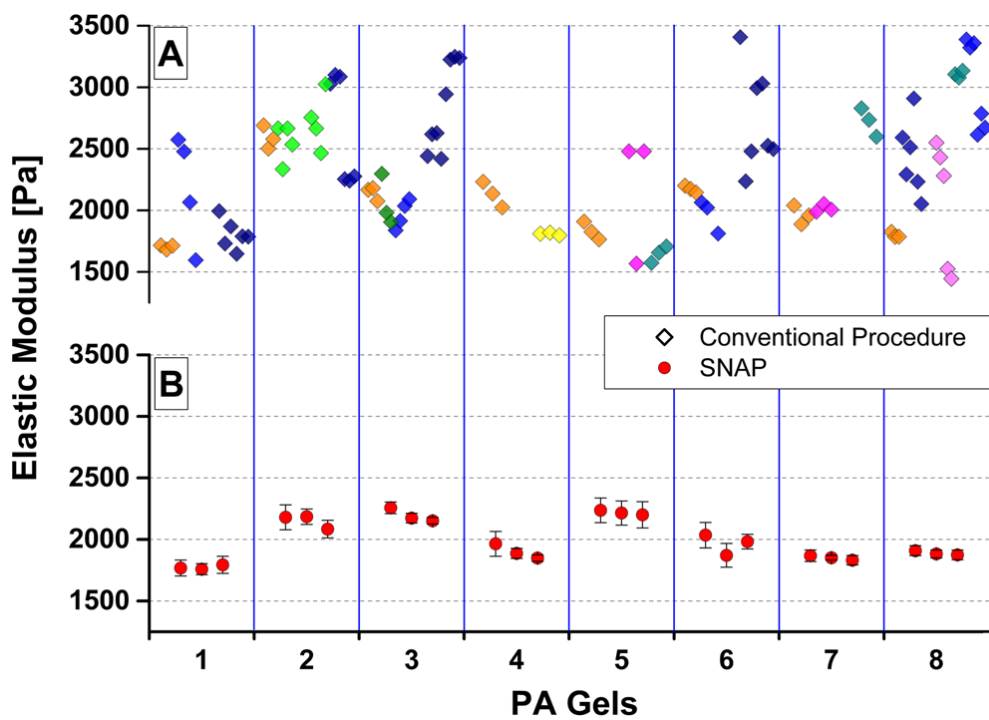 A
3500
3000
2500
2000
1500
Conventional Procedure
SNAP
B
3500
3000
2500
2000
1500
Elastic Modulus [Pa]
1 2 3 4 5 6 7 8
PA Gels